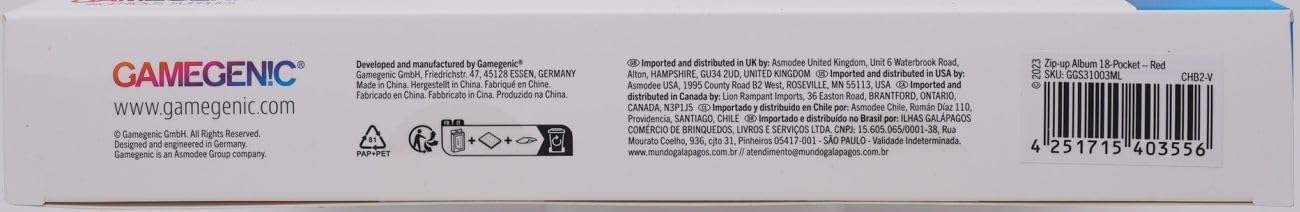 GAMEGEN!C®
www.gamegenic.com
© Gamegenic GmbH. All Rights Reserved.
Designed and engineered in Germany.
Gamegenic is an Asmodee Group company.
Developed and manufactured by Gamegenic®
Gamegenic GmbH, Friedrichstr. 47, 45128 ESSEN, GERMANY
Made in China. Hergestellt in China. Fabriqué en Chine.
Fabricado en China. Fabbricato in Cina. Produzido na China.
81
PAP+PET
Imported and distributed in UK by: Asmodee United Kingdom, Unit 6 Waterbrook Road,
Alton, HAMPSHIRE, GU34 2UD, UNITED KINGDOM Imported and distributed in USA by:
Asmodee USA, 1995 County Road B2 West, ROSEVILLE, MN 55113, USA Imported and
distributed in Canada by: Lion Rampant Imports, 36 Easton Road, BRANTFORD, ONTARIO,
CANADA, N3P1J5 Importado y distribuido en Chile por: Asmodee Chile, Román Díaz 110,
Providencia, SANTIAGO, CHILE Importado e distribuído no Brasil por: ILHAS GALÁPAGOS
COMÉRCIO DE BRINQUEDOS, LIVROS E SERVIÇOS LTDA. CNPJ: 15.605.065/0001-38, Rua
Mourato Coelho, 936, cjto 31, Pinheiros 05417-001 - SÃO PAULO - Validade Indeterminada.
www.mundogalapagos.com.br // atendimento@mundogalapagos.com.br
© 2023
Zip-up Album 18-Pocket – Red
SKU: GGS31003ML CHB2-V
4 251715 403556